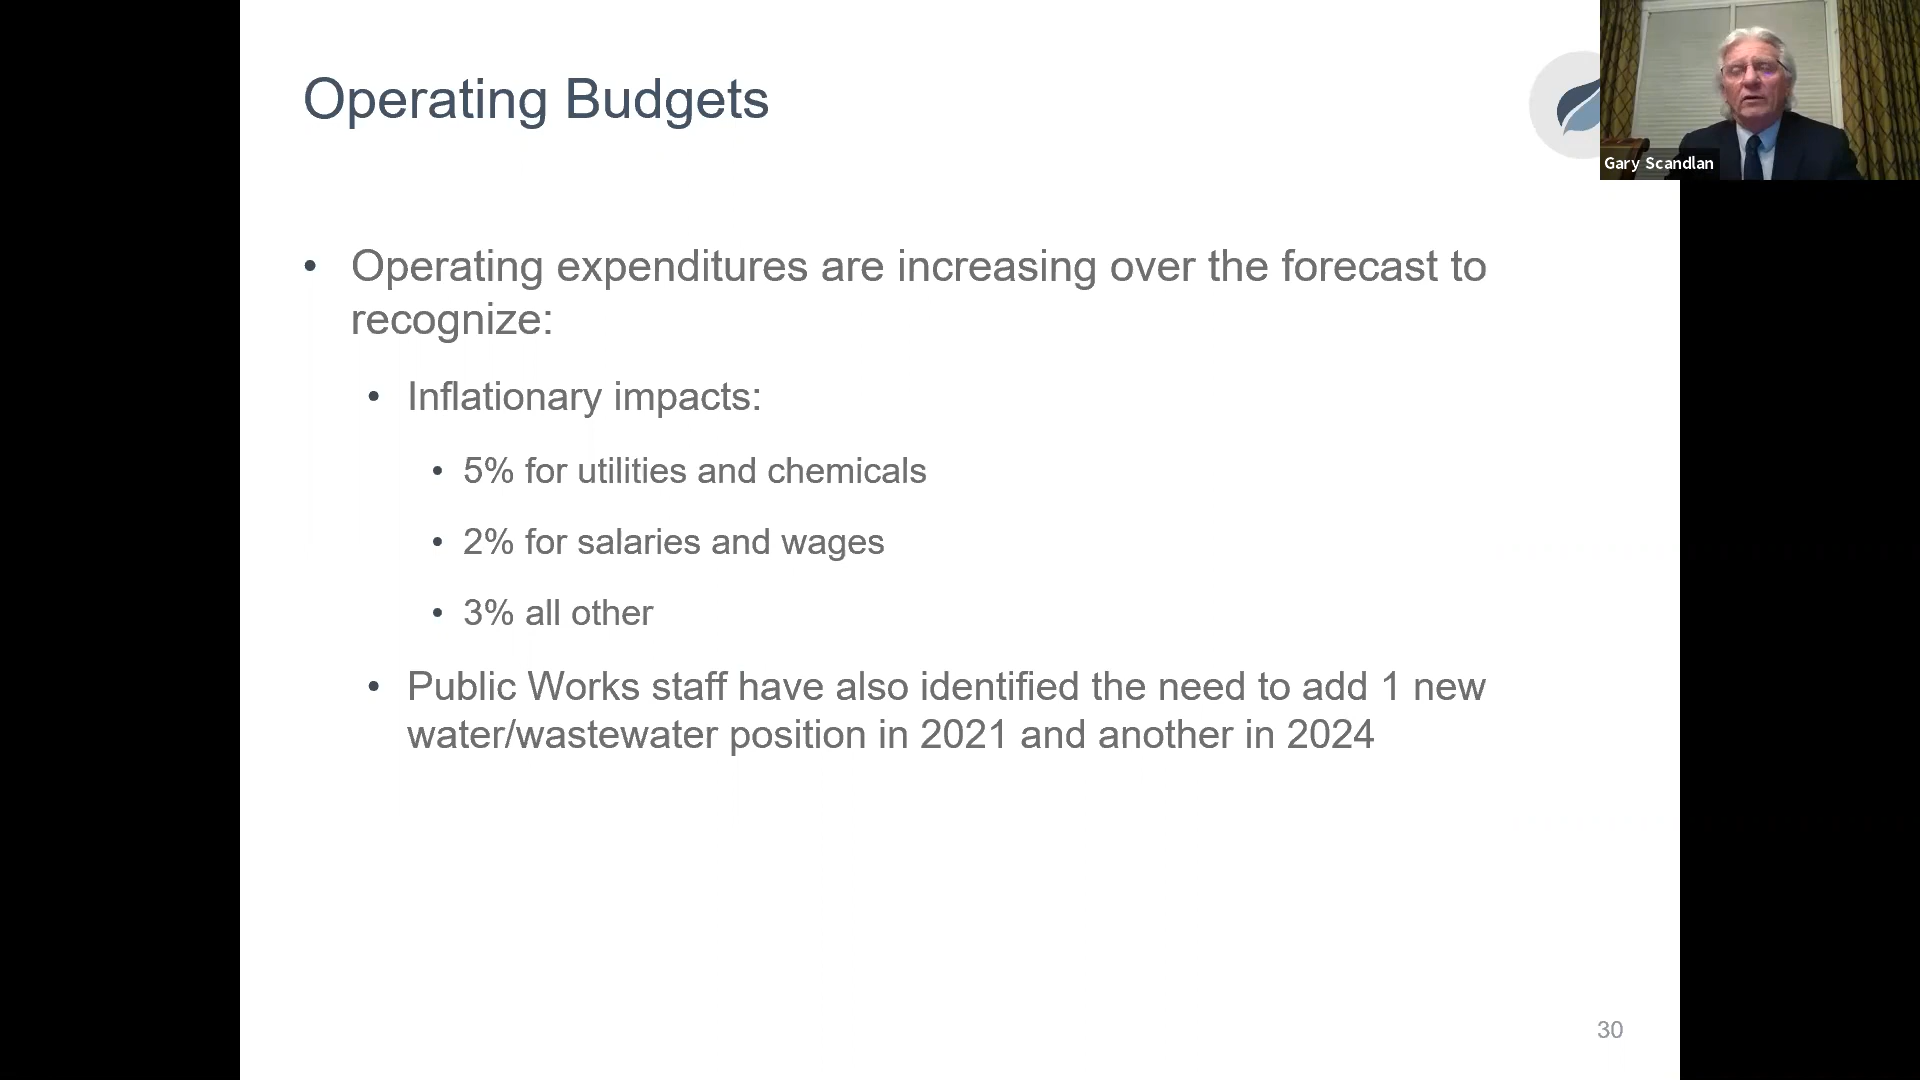 Operating Budgets
Gary Scandlan
• Operating expenditures are increasing over the forecast to
recognize:
• Inflationary impacts:
• 5% for utilities and chemicals
• 2% for salaries and wages
• 3% all other
• Public Works staff have also identified the need to add 1 new
water/wastewater position in 2021 and another in 2024
30